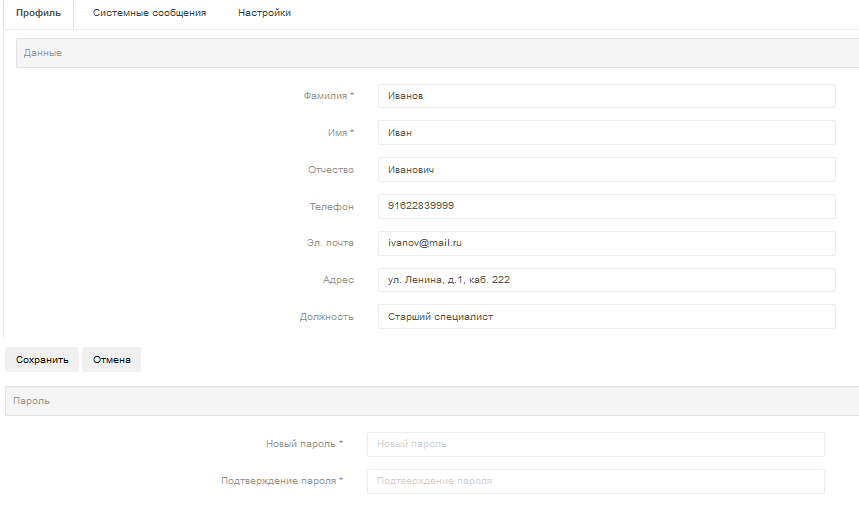 Профиль Системные сообщения Настройки
Данные
Фамилия * Иванов
Имя * Иван
Отчество Иванович
Телефон 91622839999
Эл. почта ivanov@mail.ru
Адрес ул. Ленина, д.1, каб. 222
Должность Старший специалист
Сохранить Отмена
Пароль
Новый пароль * Новый пароль
Подтверждение пароля * Подтверждение пароля